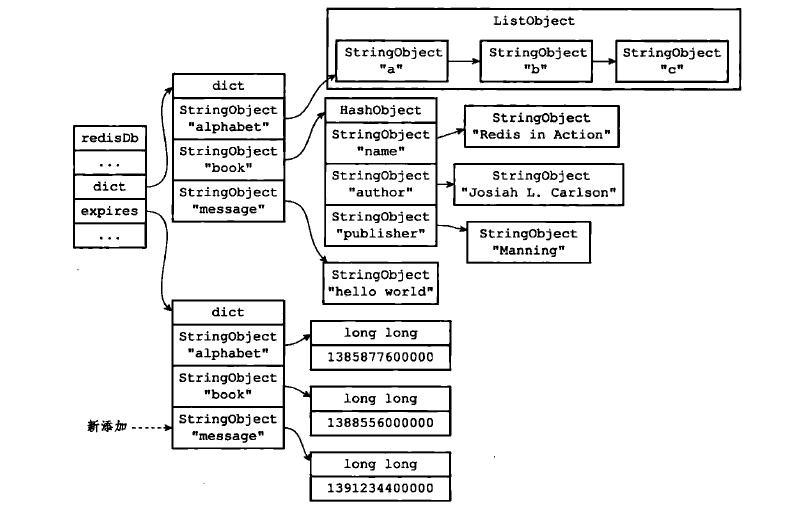 ListObject
StringObject
"a"
StringObject
"b"
StringObject
"c"
dict
StringObject
"alphabet"
StringObject
"book"
StringObject
"message"
HashObject
StringObject
"name"
StringObject
"author"
StringObject
"publisher"
StringObject
"Redis in Action"
StringObject
"Josiah L. Carlson"
StringObject
"Manning"
StringObject
"hello world"
redisDb
...
dict
expires
...
dict
StringObject
"alphabet"
StringObject
"book"
StringObject
"message"
新添加
long long
1385877600000
long long
1388556000000
long long
1391234400000